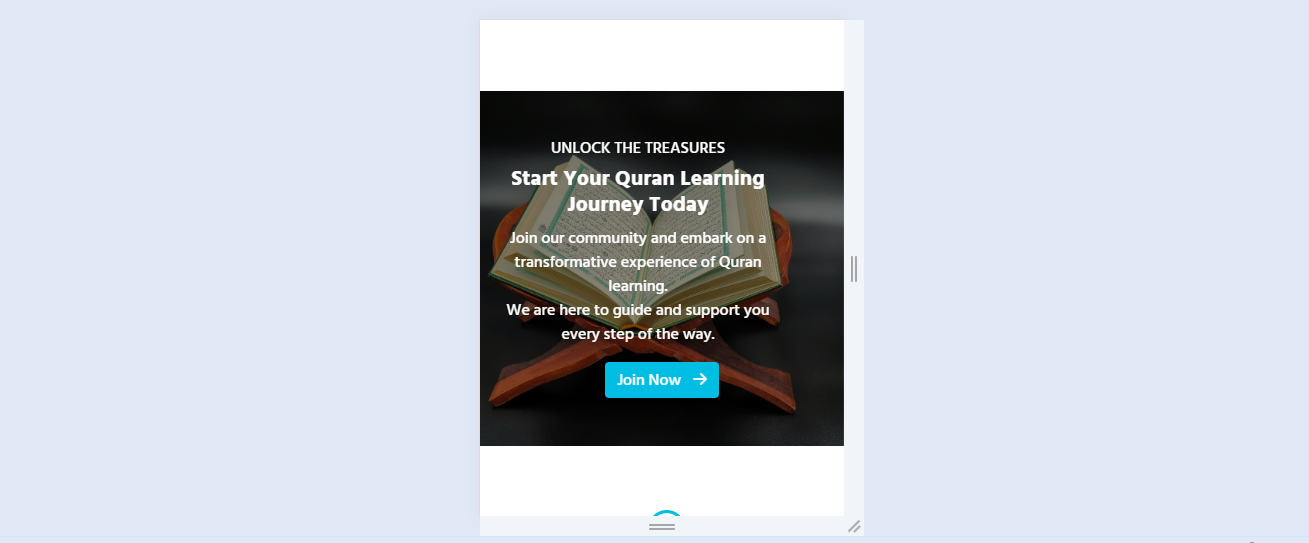 UNLOCK THE TREASURES
Start Your Quran Learning
Journey Today
Join our community and embark on a
transformative experience of Quran
learning.
We are here to guide and support you
every step of the way.
Join Now